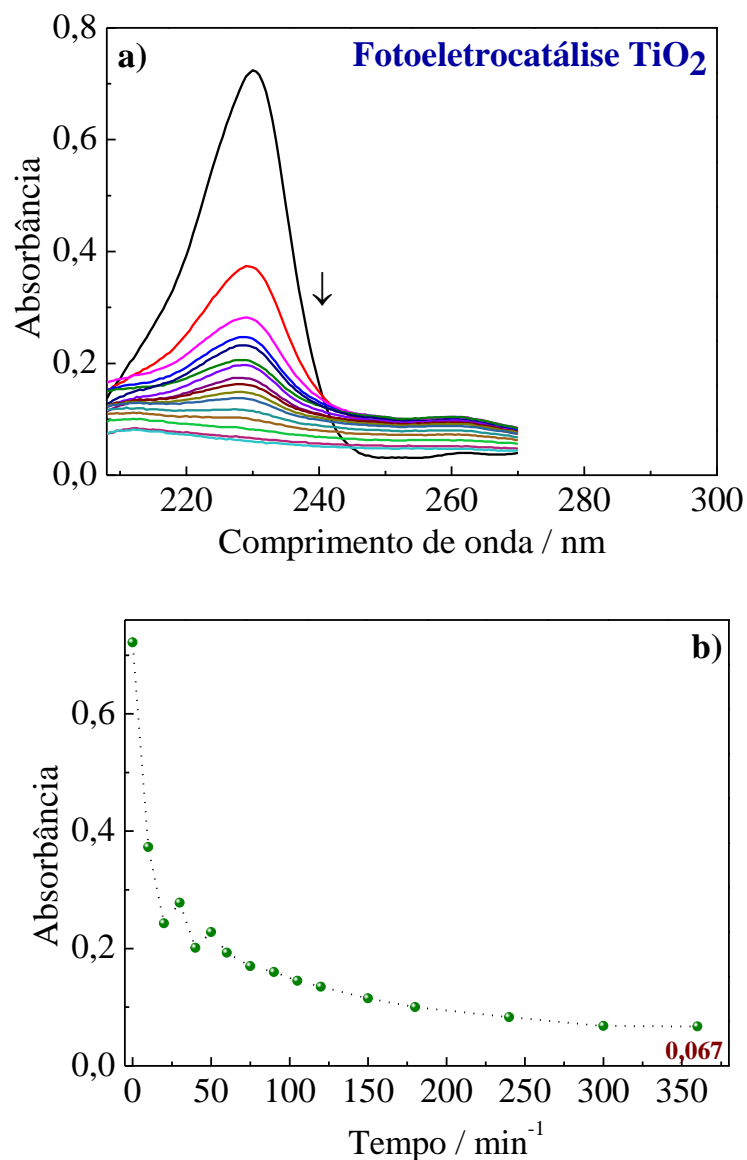 a)
Fotoeletrocatálise TiO₂
0,8
0,6
0,4
0,2
0,0
Absorbância
↓
220 240 260 280 300
Comprimento de onda / nm
b)
0,6
0,4
0,2
0,0
Absorbância
0,067
0 50 100 150 200 250 300 350
Tempo / min⁻¹